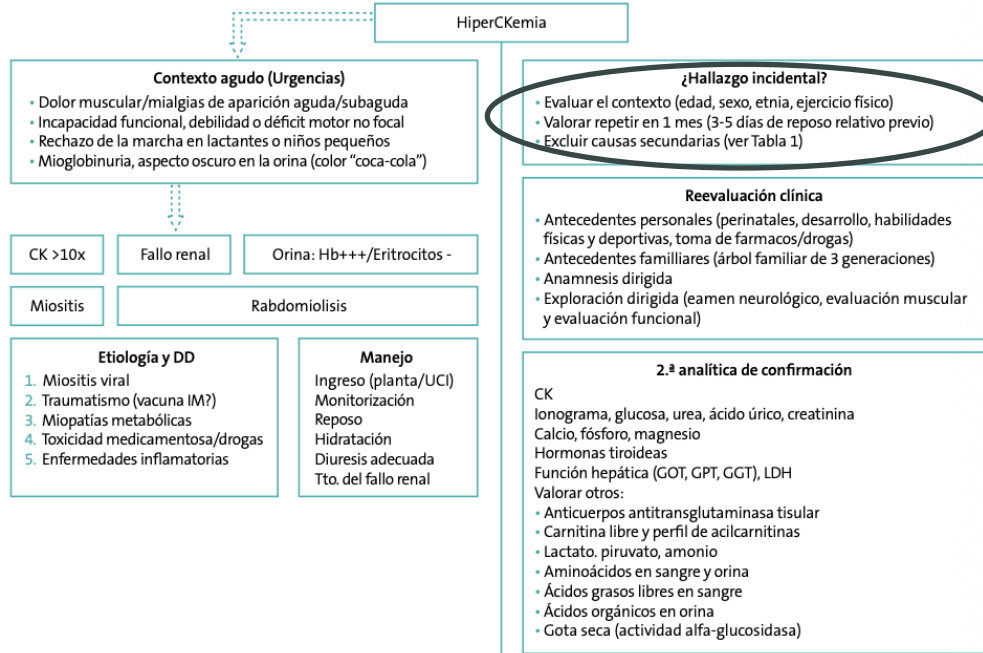 HiperCKemia
Contexto agudo (Urgencias)
• Dolor muscular/mialgias de aparición aguda/subaguda
• Incapacidad funcional, debilidad o déficit motor no focal
• Rechazo de la marcha en lactantes o niños pequeños
• Mioglobinuria, aspecto oscuro en la orina (color “coca-cola”)
CK >10x
Fallo renal
Orina: Hb+++/Eritrocitos -
Miositis
Rabdomiolisis
Etiología y DD
1. Miositis viral
2. Traumatismo (vacuna IM?)
3. Miopatías metabólicas
4. Toxicidad medicamentosa/drogas
5. Enfermedades inflamatorias
Manejo
Ingreso (planta/UCI)
Monitorización
Reposo
Hidratación
Diuresis adecuada
Tto. del fallo renal
¿Hallazgo incidental?
• Evaluar el contexto (edad, sexo, etnia, ejercicio físico)
• Valorar repetir en 1 mes (3-5 días de reposo relativo previo)
• Excluir causas secundarias (ver Tabla 1)
Reevaluación clínica
• Antecedentes personales (perinatales, desarrollo, habilidades
físicas y deportivas, toma de farmacos/drogas)
• Antecedentes familliares (árbol familiar de 3 generaciones)
• Anamnesis dirigida
• Exploración dirigida (eamen neurológico, evaluación muscular
y evaluación funcional)
2.ª analítica de confirmación
CK
Ionograma, glucosa, urea, ácido úrico, creatinina
Calcio, fósforo, magnesio
Hormonas tiroideas
Función hepática (GOT, GPT, GGT), LDH
Valorar otros:
• Anticuerpos antitransglutaminasa tisular
• Carnitina libre y perfil de acilcarnitinas
• Lactato. piruvato, amonio
• Aminoácidos en sangre y orina
• Ácidos grasos libres en sangre
• Ácidos orgánicos en orina
• Gota seca (actividad alfa-glucosidasa)